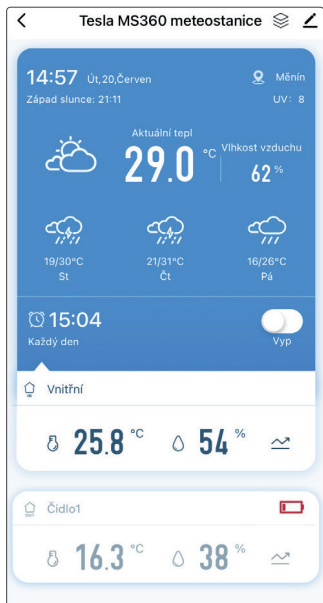 Tesla MS360 meteostanice
14:57 Út,20,Červen
Měnín
Západ slunce: 21:11
UV: 8
Aktuální tepl
29.0 °C
Vlhkost vzduchu
62 %
19/30°C
St
21/31°C
Čt
16/26°C
Pá
15:04
Každý den
Vyp
Vnitřní
25.8 °C 54 %
Čidlo1
16.3 °C 38 %